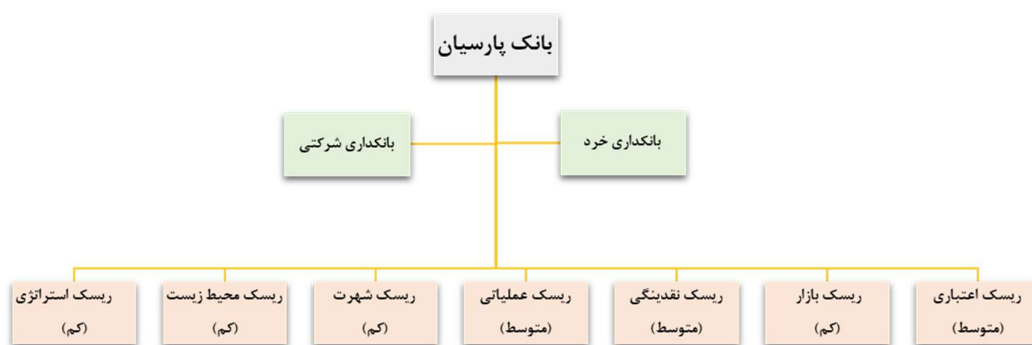 بانک پارسیان
بانکداری خرد
بانکداری شرکتی
ریسک اعتباری
(متوسط)
ریسک بازار
(کم)
ریسک نقدینگی
(متوسط)
ریسک عملیاتی
(متوسط)
ریسک شهرت
(کم)
ریسک محیط زیست
(کم)
ریسک استراتژی
(کم)